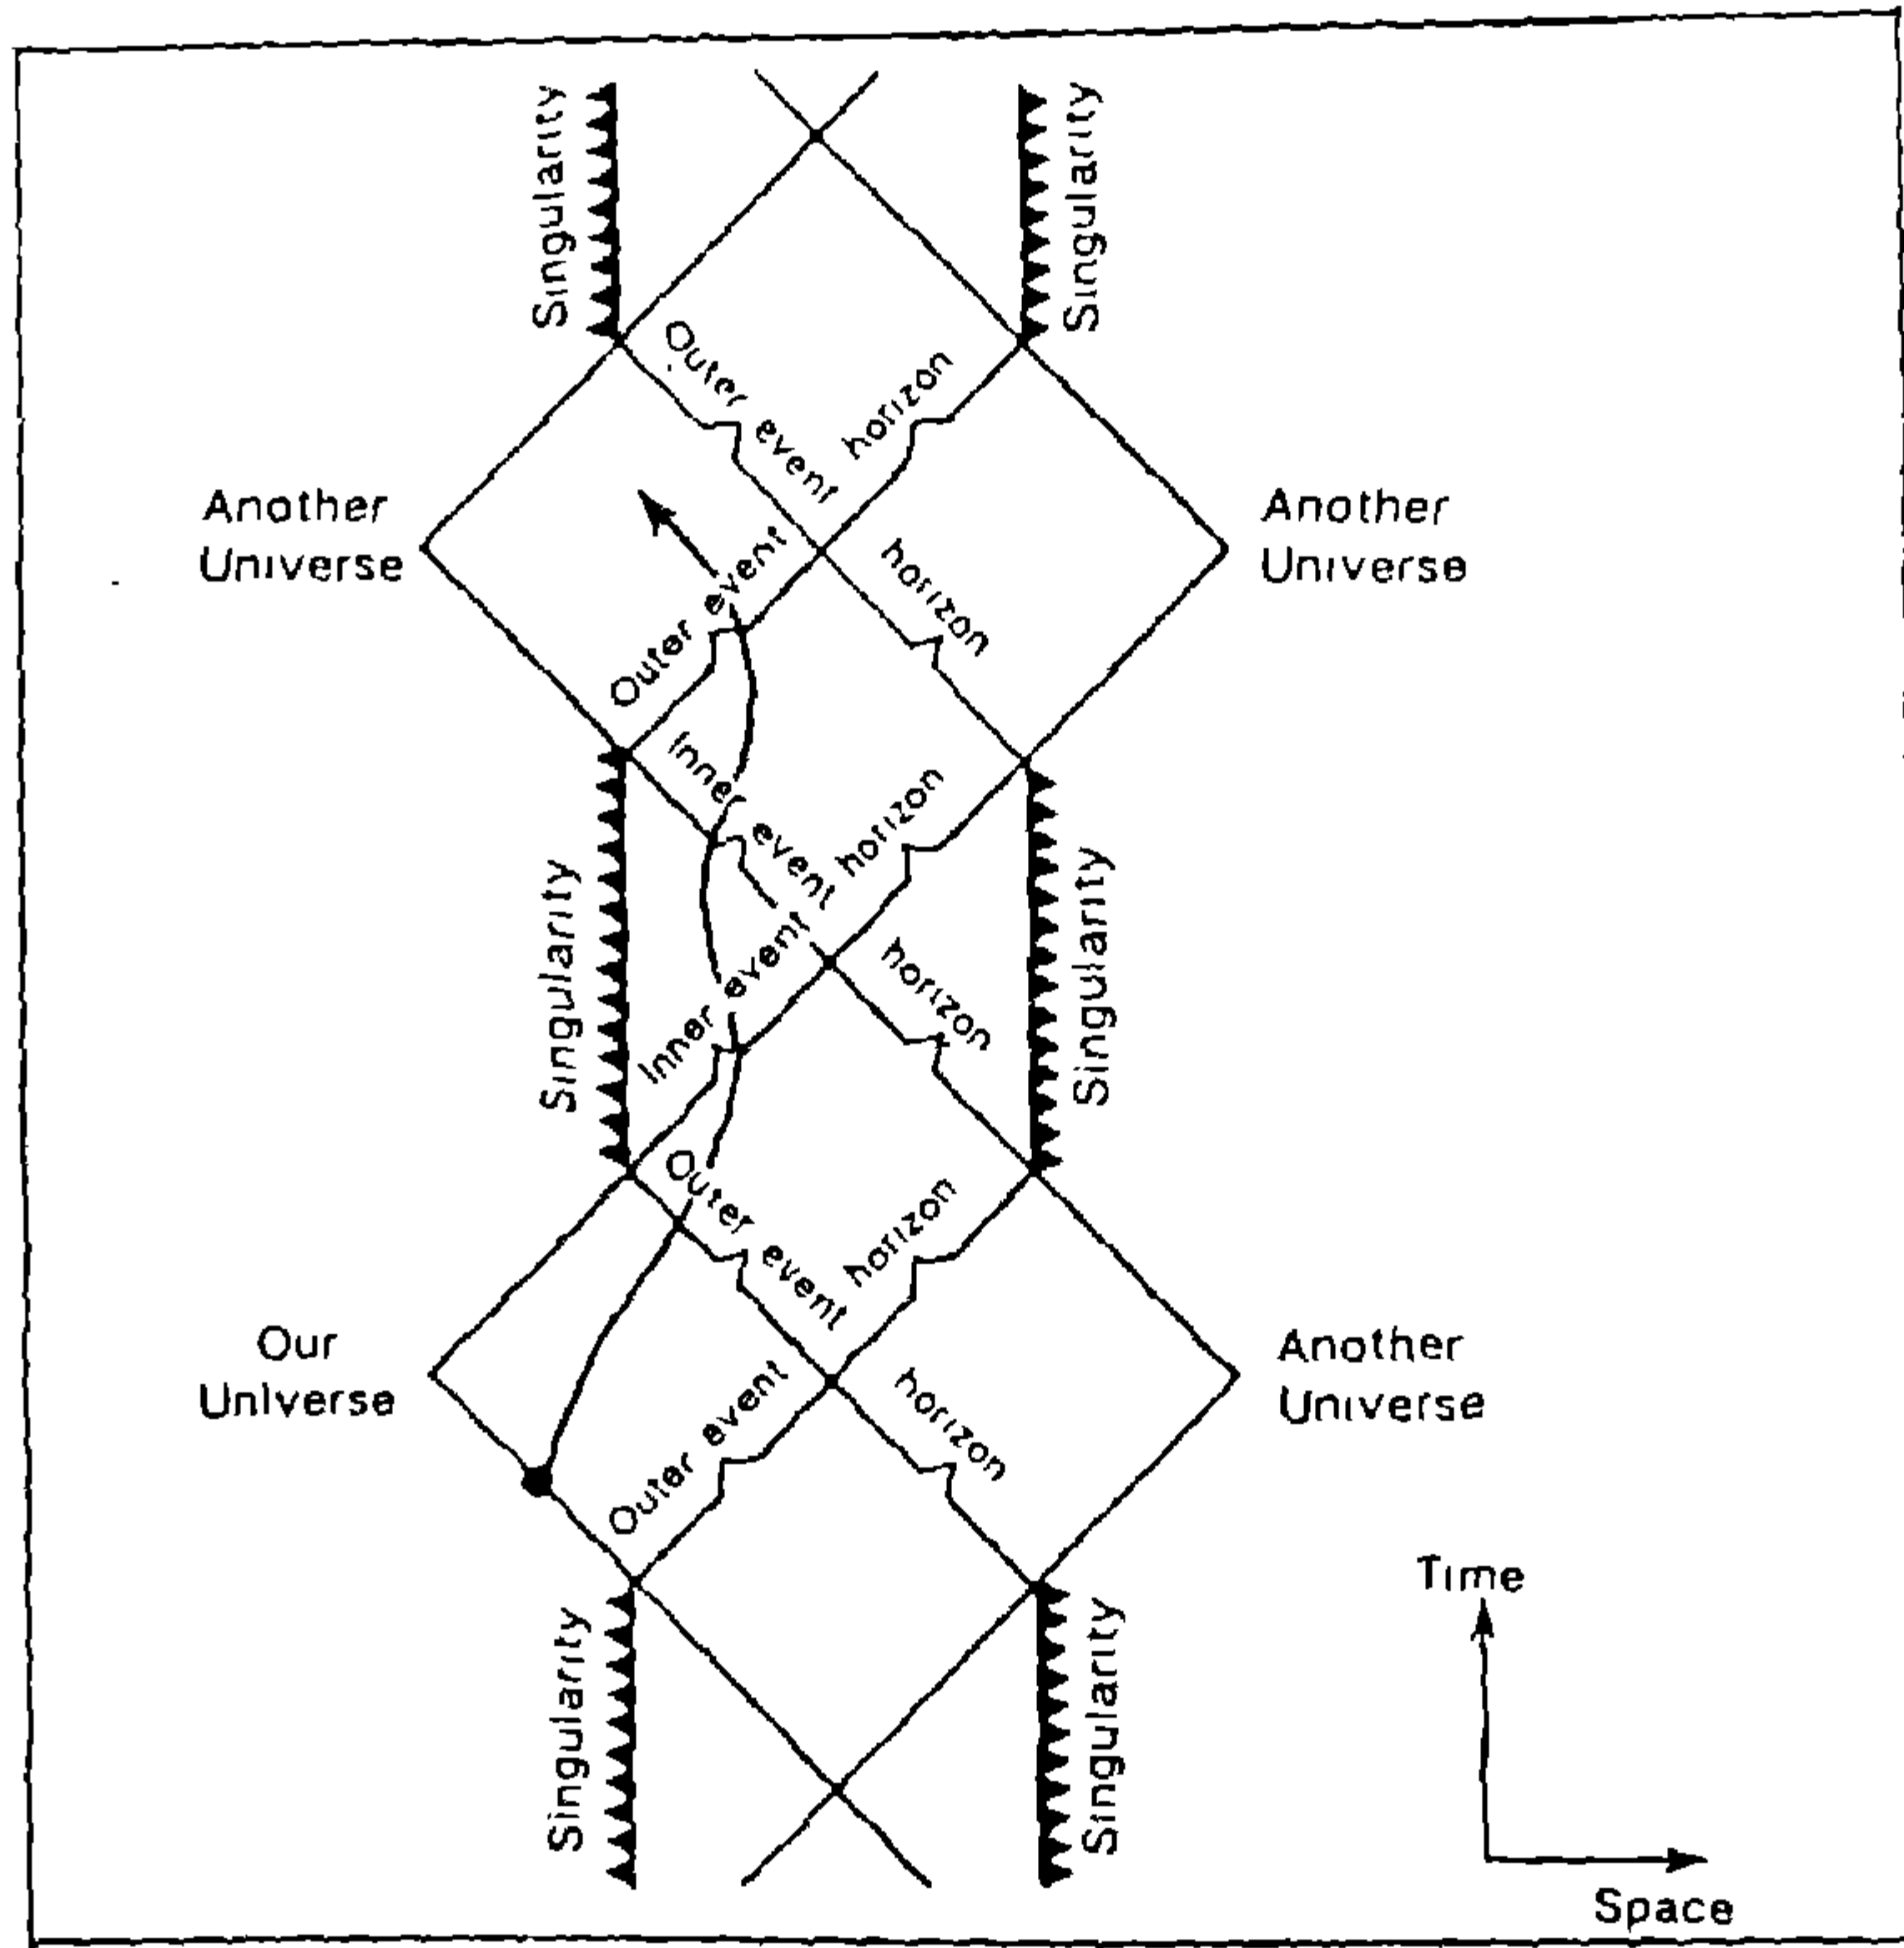 Singularity
Singularity
Outer event horizon
horizon
Another
Universe
Another
Universe
Outer event
Inner event horizon
horizon
Singularity
Singularity
Inner event
Outer event horizon
horizon
Our
Universe
Another
Universe
Outer event
Time
Singularity
Singularity
Space